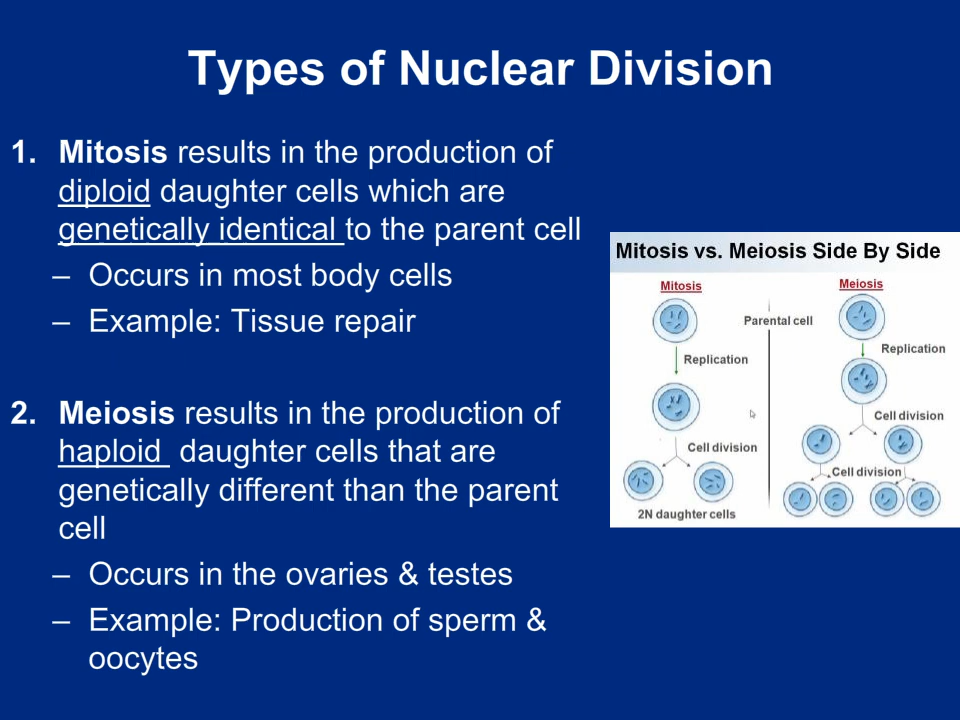 Types of Nuclear Division
1. Mitosis results in the production of
diploid daughter cells which are
genetically identical to the parent cell
– Occurs in most body cells
– Example: Tissue repair
2. Meiosis results in the production of
haploid daughter cells that are
genetically different than the parent
cell
– Occurs in the ovaries & testes
– Example: Production of sperm &
oocytes
Mitosis vs. Meiosis Side By Side
Mitosis
Meiosis
Parental cell
Replication
Replication
Cell division
Cell division
Cell division
2N daughter cells